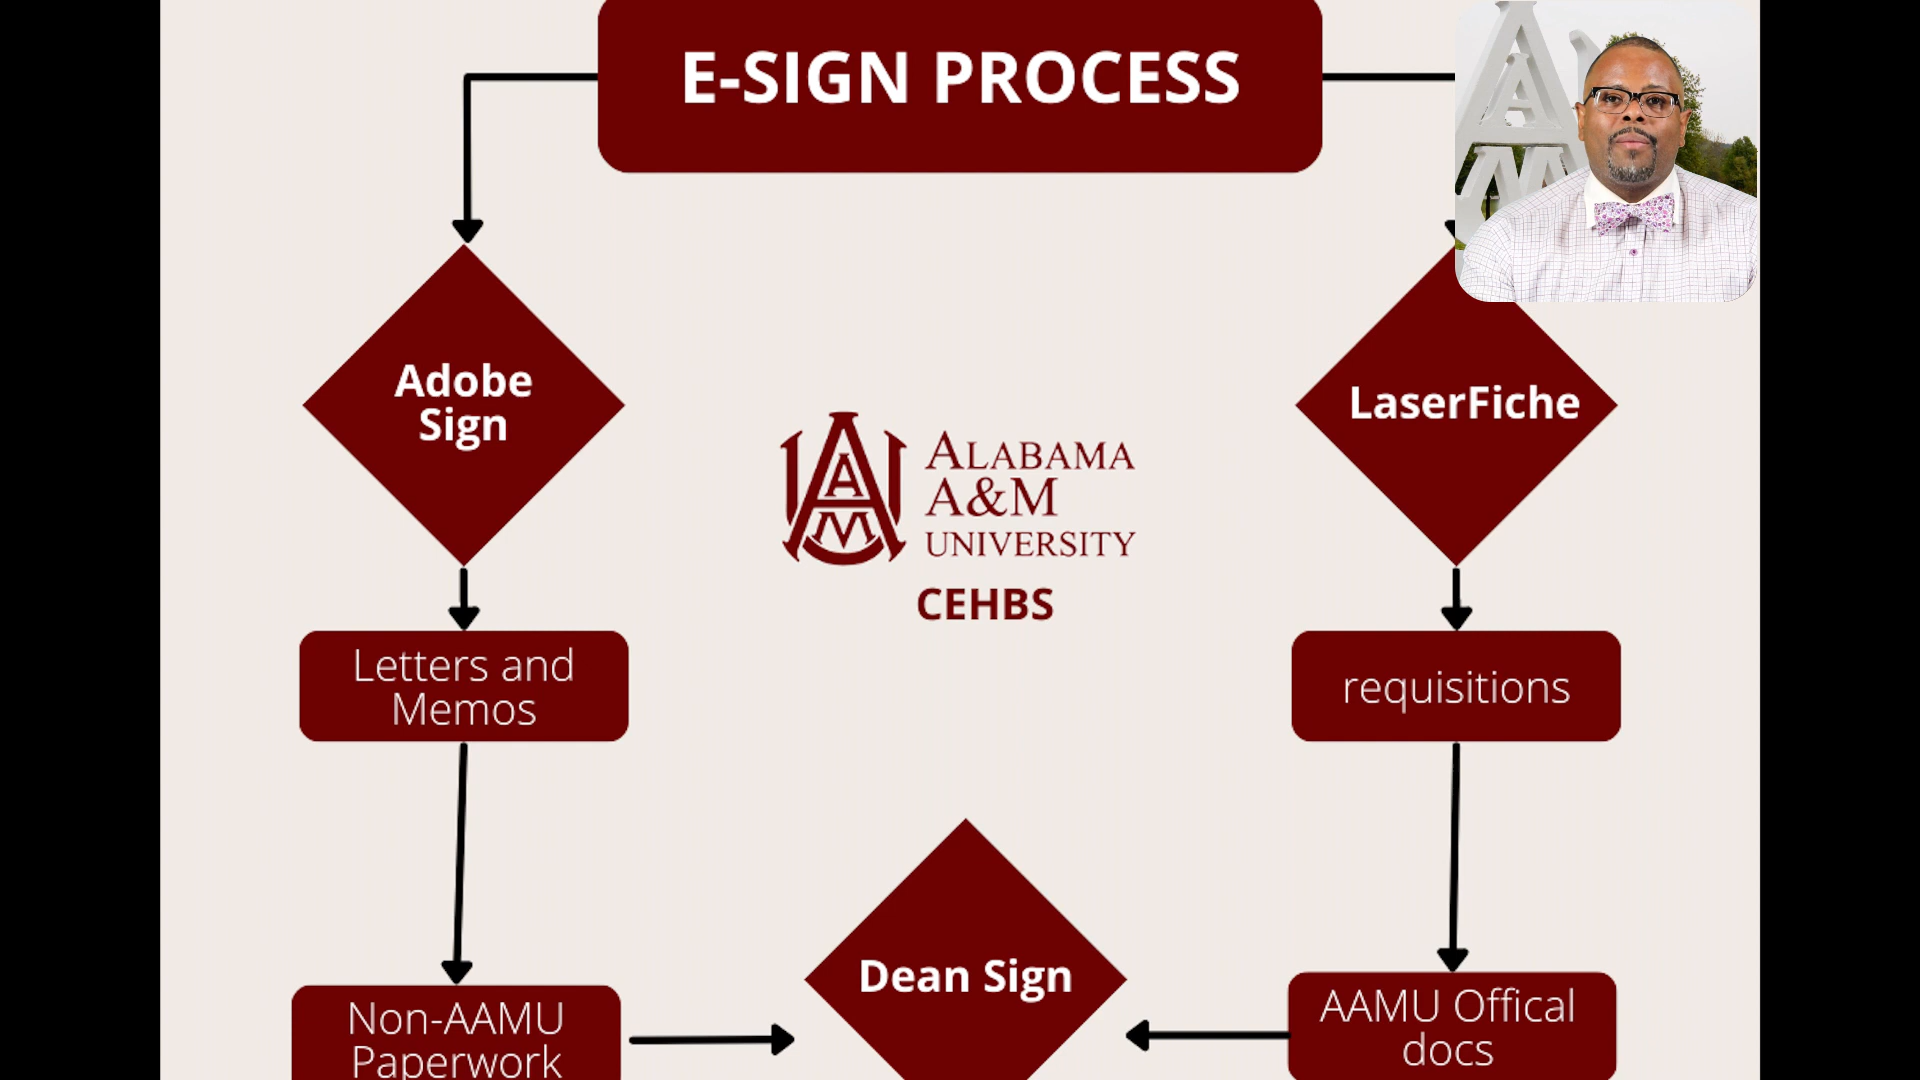 E-SIGN PROCESS
Adobe
Sign
LaserFiche
ALABAMA
A&M
UNIVERSITY
CEHBS
Letters and
Memos
requisitions
Dean Sign
Non-AAMU
Paperwork
AAMU Offical
docs